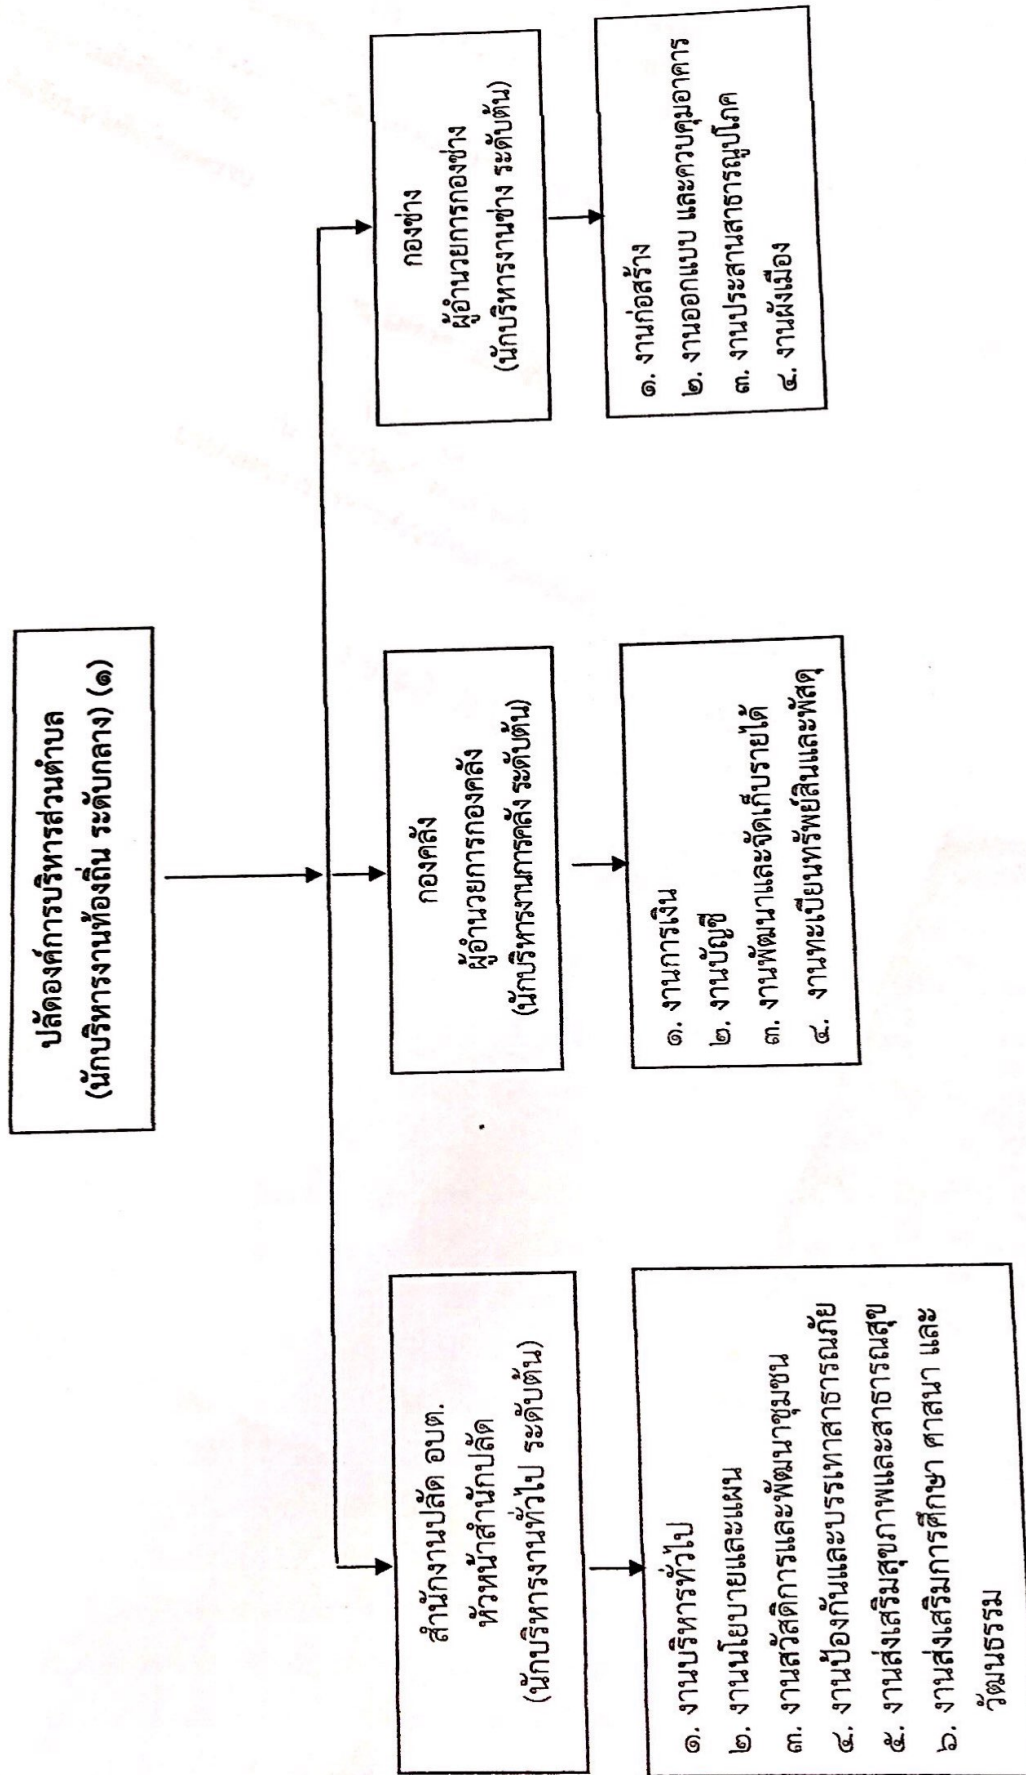 ปลัดองค์การบริหารส่วนตำบล
(นักบริหารงานท้องถิ่น ระดับกลาง) (๑)
สำนักงานปลัด อบต.
หัวหน้าสำนักปลัด
(นักบริหารงานทั่วไป ระดับต้น)
๑. งานบริหารทั่วไป
๒. งานนโยบายและแผน
๓. งานสวัสดิการและพัฒนาชุมชน
๔. งานป้องกันและบรรเทาสาธารณภัย
๕. งานส่งเสริมสุขภาพและสาธารณสุข
๖. งานส่งเสริมการศึกษา ศาสนา และ
วัฒนธรรม
กองคลัง
ผู้อำนวยการกองคลัง
(นักบริหารงานการคลัง ระดับต้น)
๑. งานการเงิน
๒. งานบัญชี
๓. งานพัฒนาและจัดเก็บรายได้
๔. งานทะเบียนทรัพย์สินและพัสดุ
กองช่าง
ผู้อำนวยการกองช่าง
(นักบริหารงานช่าง ระดับต้น)
๑. งานก่อสร้าง
๒. งานออกแบบ และควบคุมอาคาร
๓. งานประสานสาธารณูปโภค
๔. งานผังเมือง